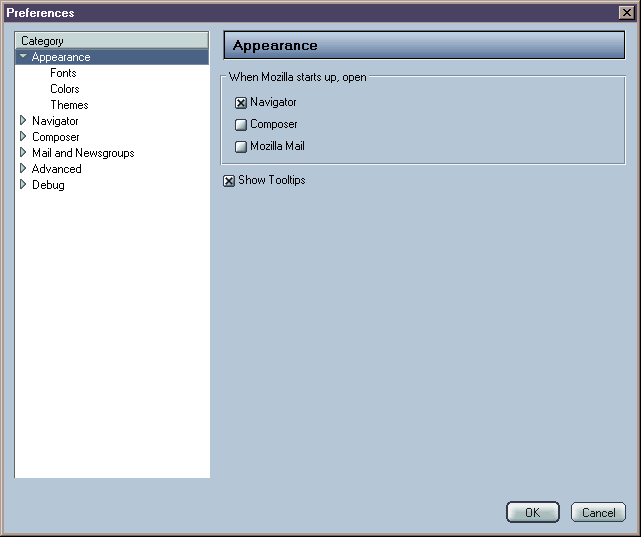 Preferences
Category
Appearance
Fonts
Colors
Themes
Navigator
Composer
Mail and Newsgroups
Advanced
Debug
Appearance
When Mozilla starts up, open
Navigator
Composer
Mozilla Mail
Show Tooltips
OK
Cancel